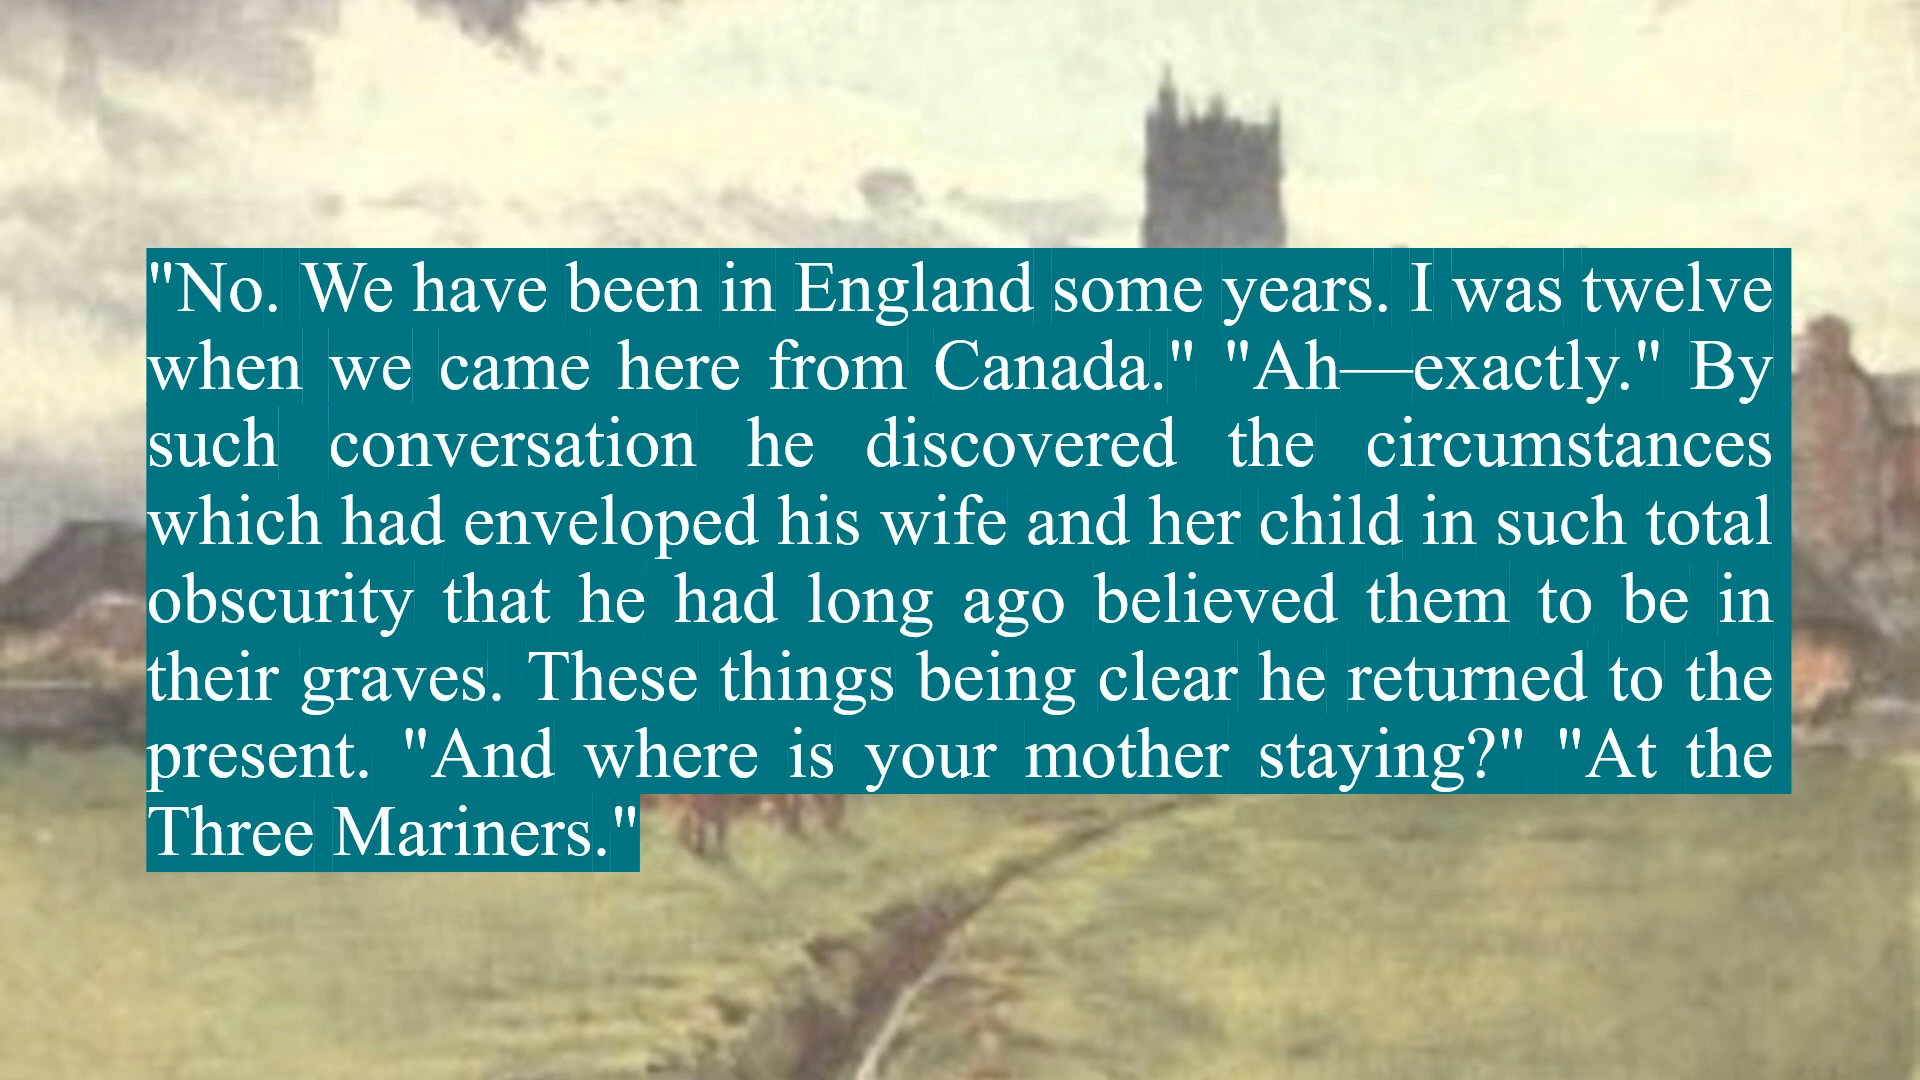 "No. We have been in England some years. I was twelve
when we came here from Canada." "Ah—exactly." By
such conversation he discovered the circumstances
which had enveloped his wife and her child in such total
obscurity that he had long ago believed them to be in
their graves. These things being clear he returned to the
present. "And where is your mother staying?" "At the
Three Mariners."